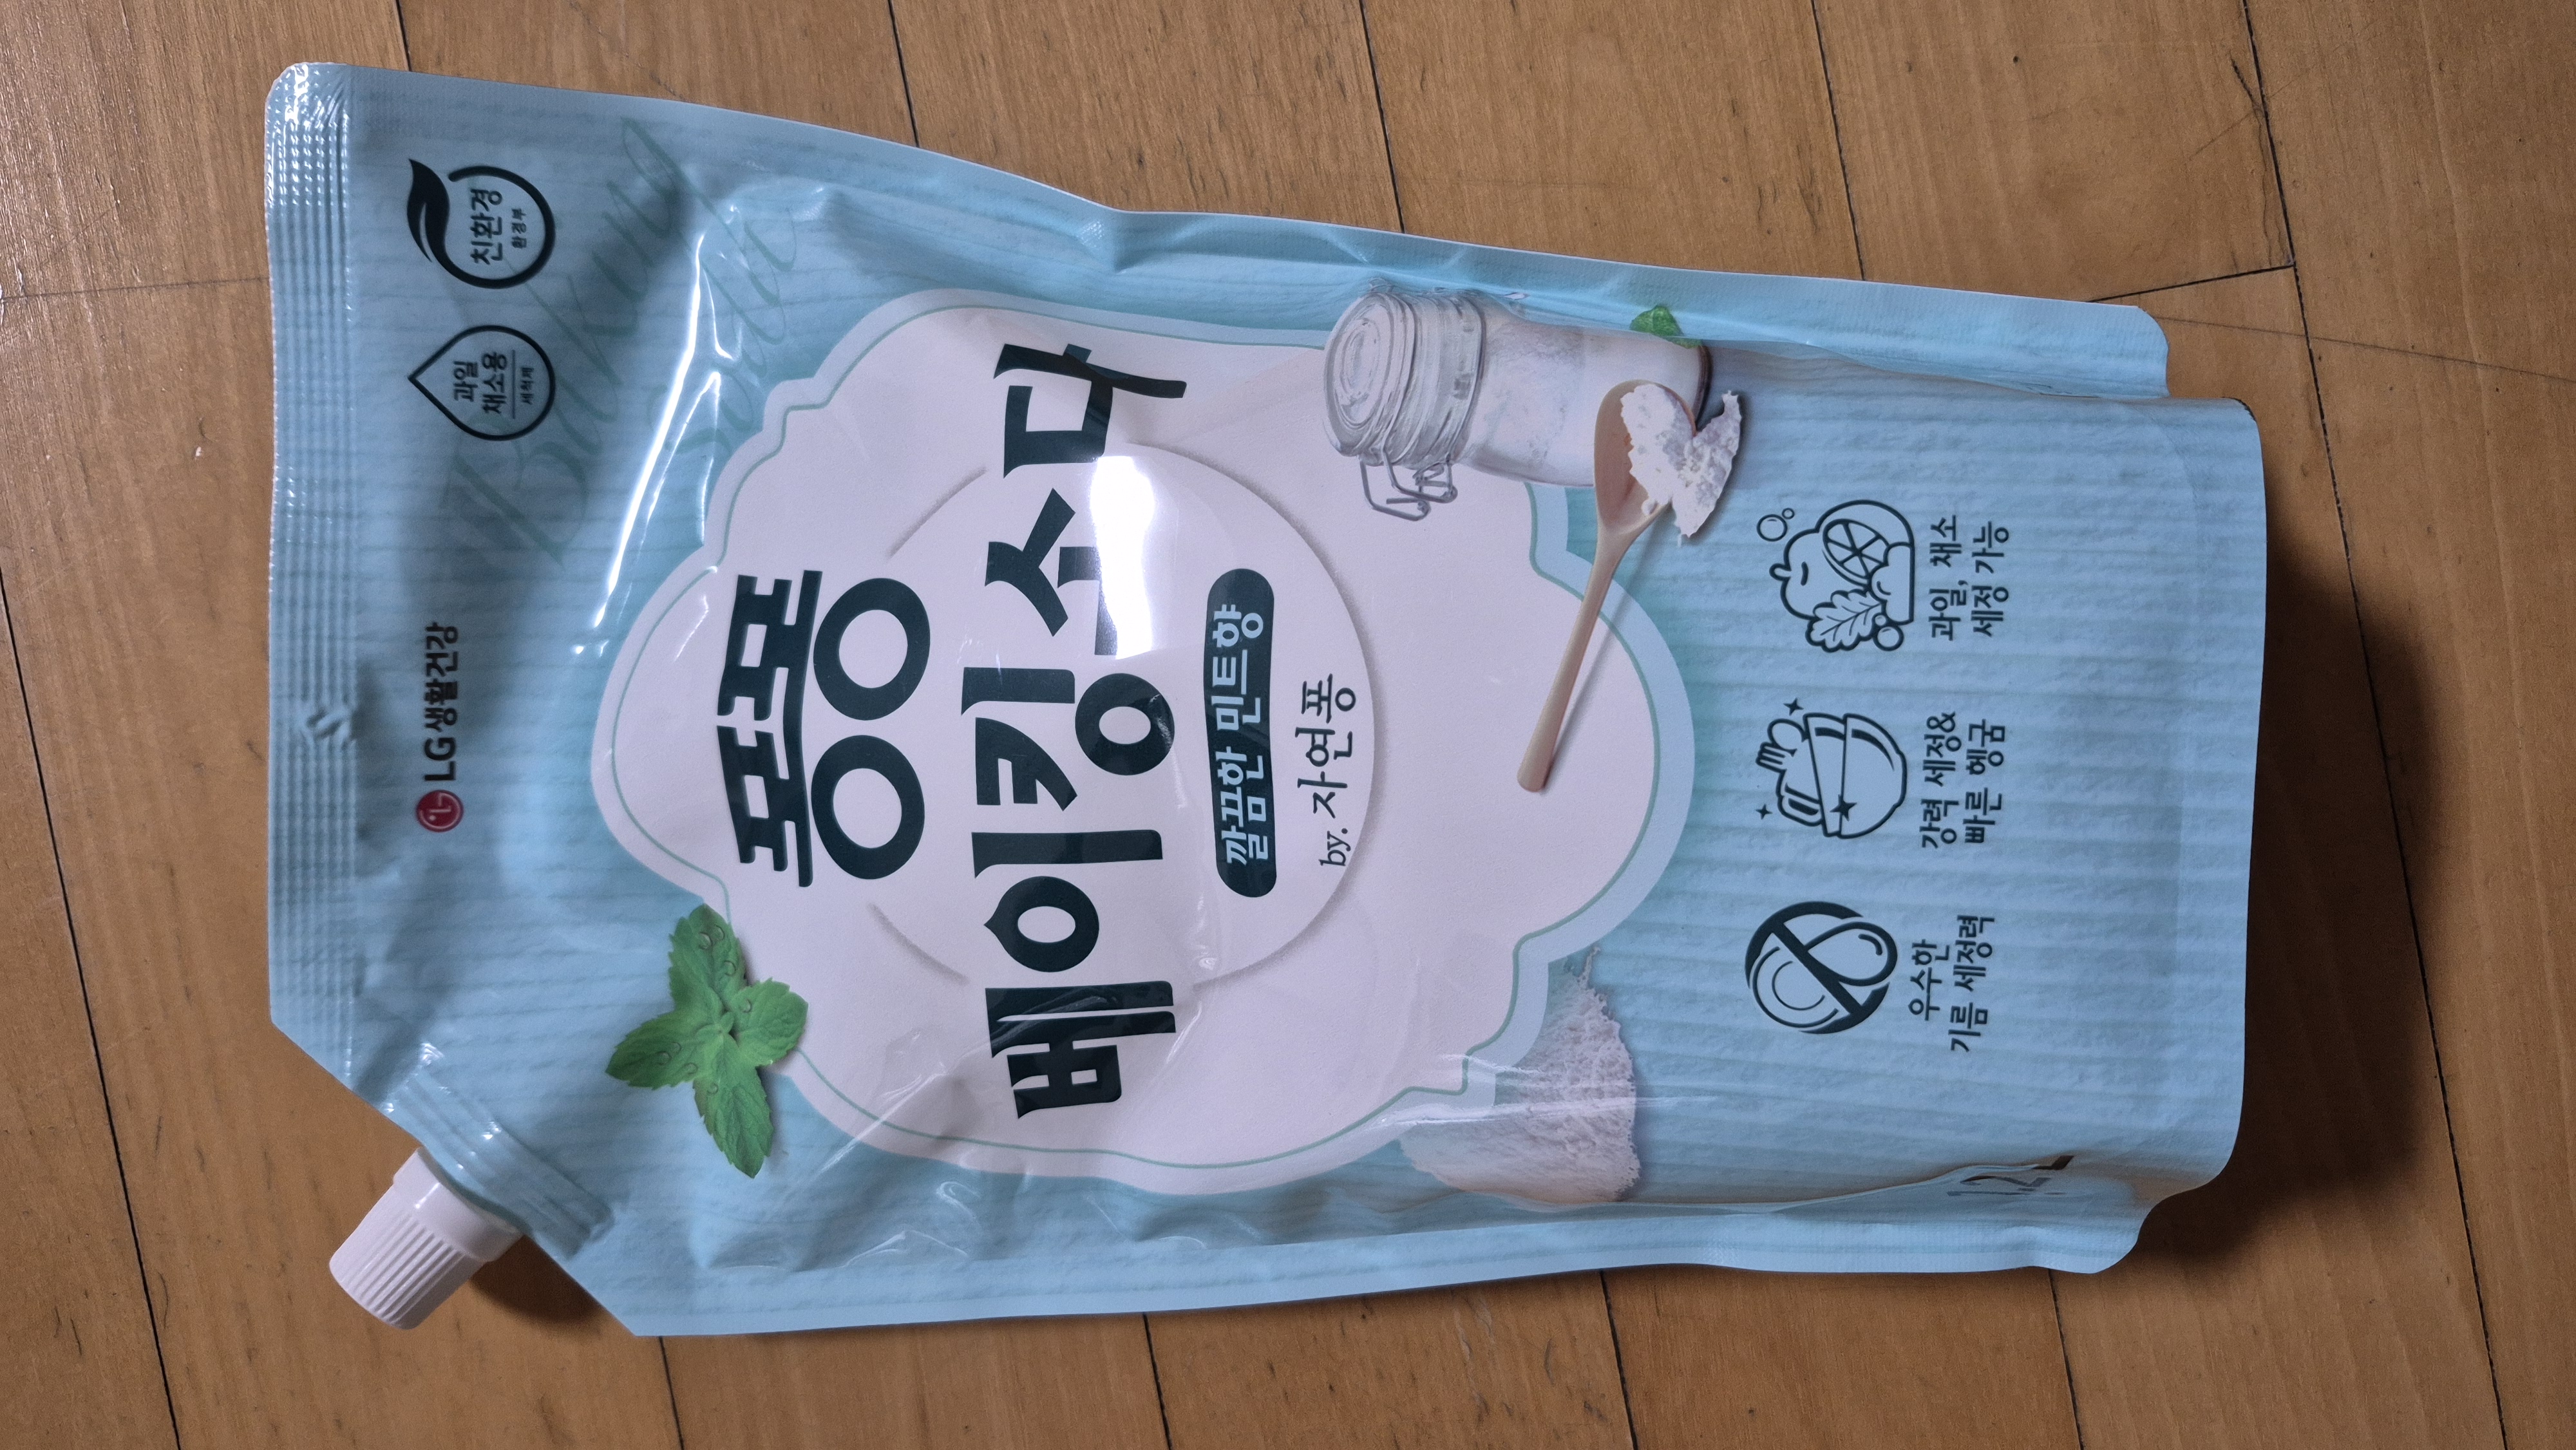 LG생활건강
과일
채소용
세척제
친환경
환경부
Baking
Soda
퐁퐁
베이킹소다
깔끔한 민트향
by. 자연퐁
우수한
기름 세정력
강력 세정&
빠른 헹굼
과일, 채소
세정 가능